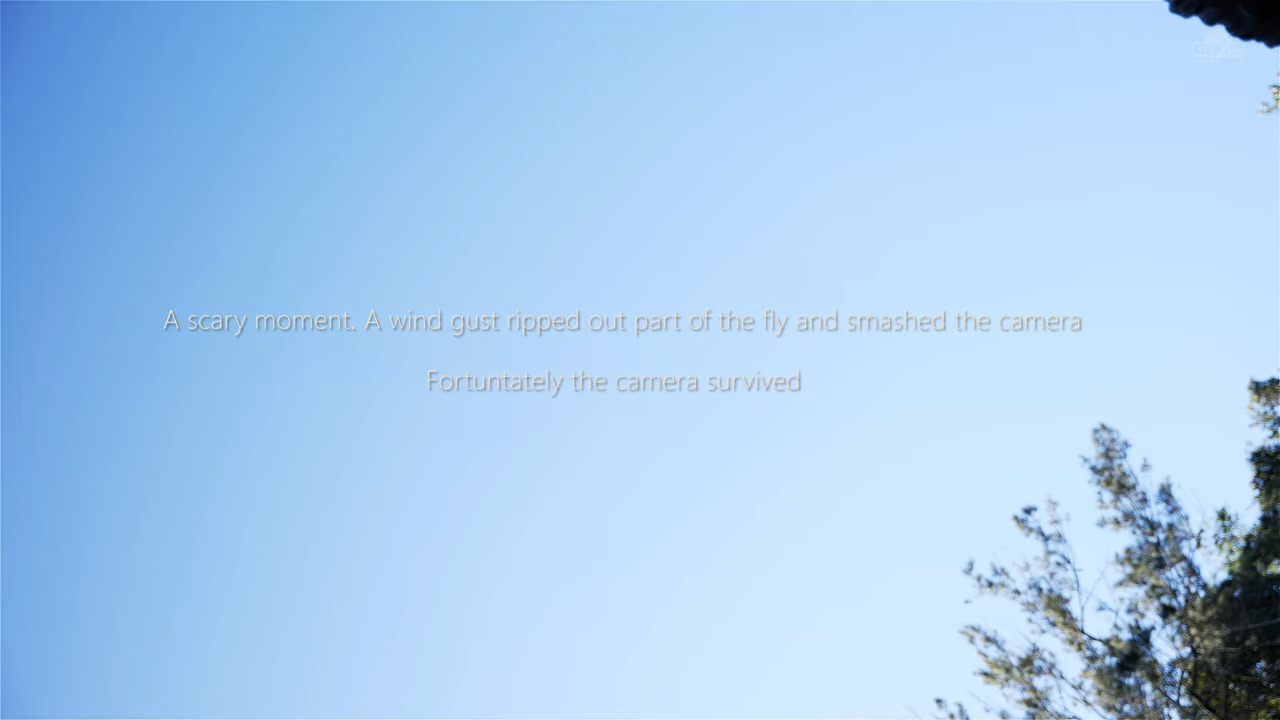 A scary moment. A wind gust ripped out part of the fly and smashed the camera
Fortuntately the camera survived